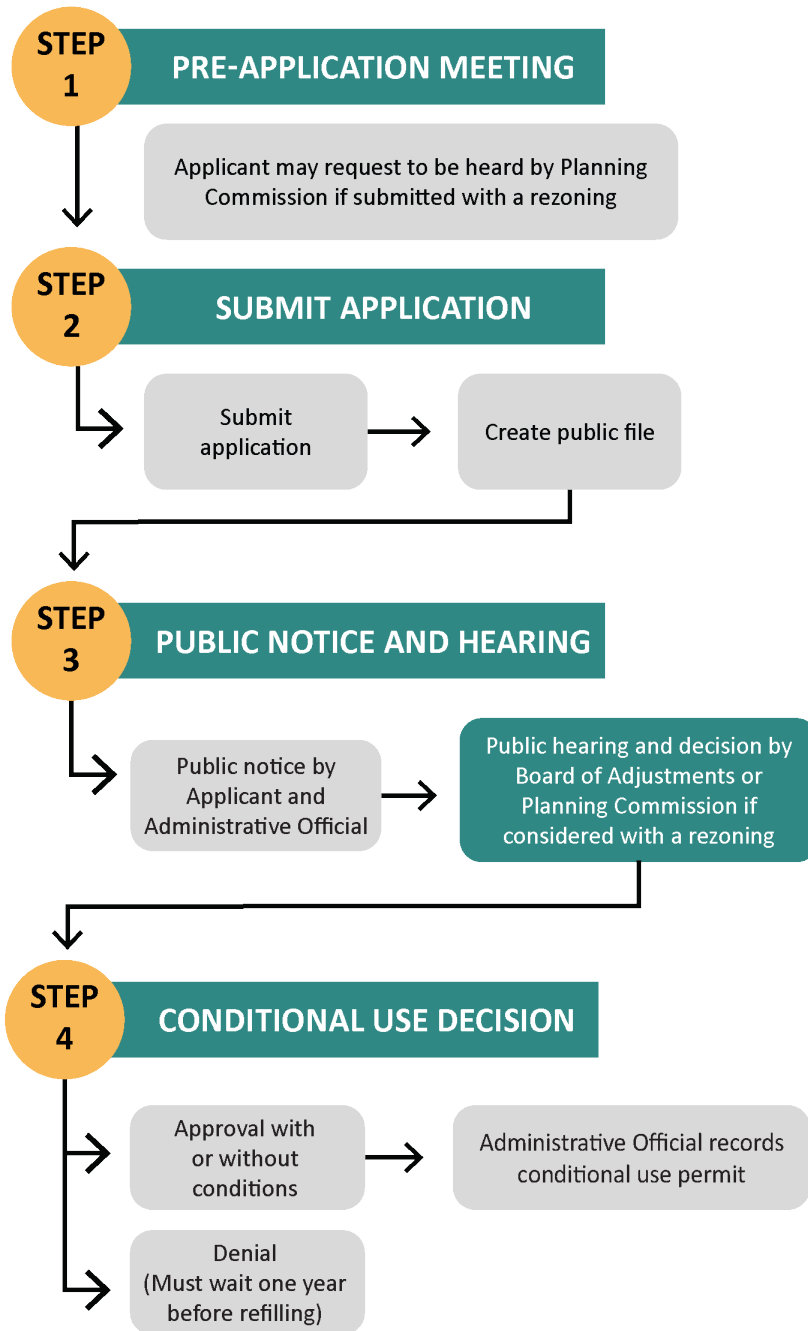 STEP
1
PRE-APPLICATION MEETING
Applicant may request to be heard by Planning
Commission if submitted with a rezoning
STEP
2
SUBMIT APPLICATION
Submit
application
Create public file
STEP
3
PUBLIC NOTICE AND HEARING
Public notice by
Applicant and
Administrative Official
Public hearing and decision by
Board of Adjustments or
Planning Commission if
considered with a rezoning
STEP
4
CONDITIONAL USE DECISION
Approval with
or without
conditions
Administrative Official records
conditional use permit
Denial
(Must wait one year
before refilling)